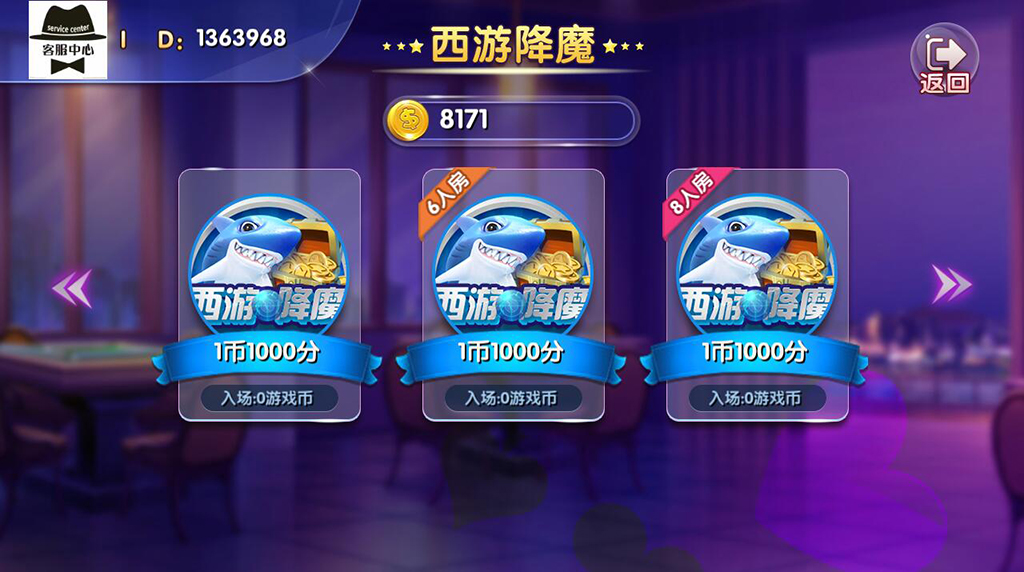 service center
客服中心
I D: 1363968
西游降魔
返回
8171
西游降魔
1币1000分
入场:0游戏币
6人房
西游降魔
1币1000分
入场:0游戏币
8人房
西游降魔
1币1000分
入场:0游戏币